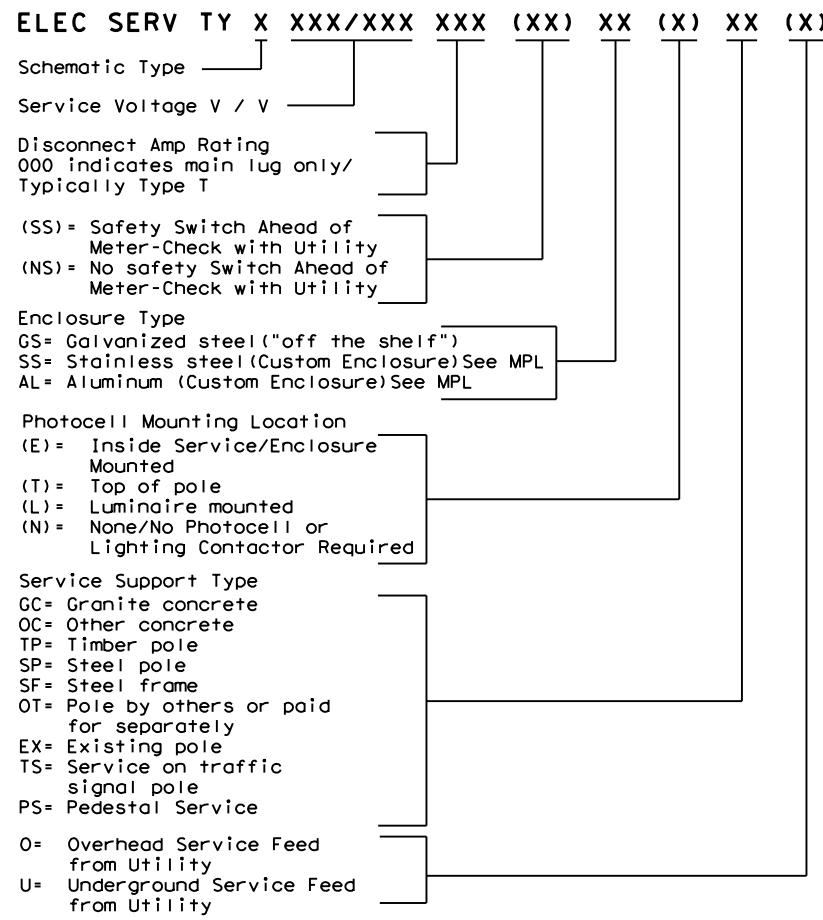 ELEC SERV TY X XXX/XXX XXX (XX) XX (X) XX (X)
Schematic Type
Service Voltage V / V
Disconnect Amp Rating
000 indicates main lug only/
Typically Type T
(SS)= Safety Switch Ahead of
Meter-Check with Utility
(NS)= No safety Switch Ahead of
Meter-Check with Utility
Enclosure Type
GS= Galvanized steel("off the shelf")
SS= Stainless steel(Custom Enclosure)See MPL
AL= Aluminum (Custom Enclosure)See MPL
Photocell Mounting Location
(E)= Inside Service/Enclosure
Mounted
(T)= Top of pole
(L)= Luminaire mounted
(N)= None/No Photocell or
Lighting Contactor Required
Service Support Type
GC= Granite concrete
OC= Other concrete
TP= Timber pole
SP= Steel pole
SF= Steel frame
OT= Pole by others or paid
for separately
EX= Existing pole
TS= Service on traffic
signal pole
PS= Pedestal Service
O= Overhead Service Feed
from Utility
U= Underground Service Feed
from Utility